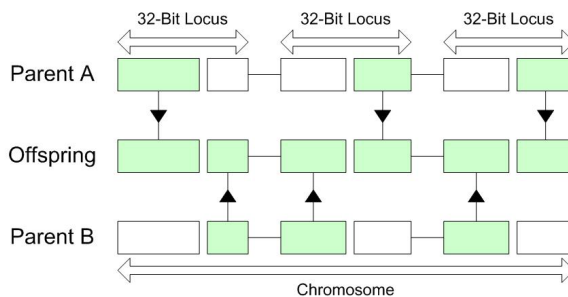 32-Bit Locus 32-Bit Locus 32-Bit Locus
Parent A
Offspring
Parent B
Chromosome